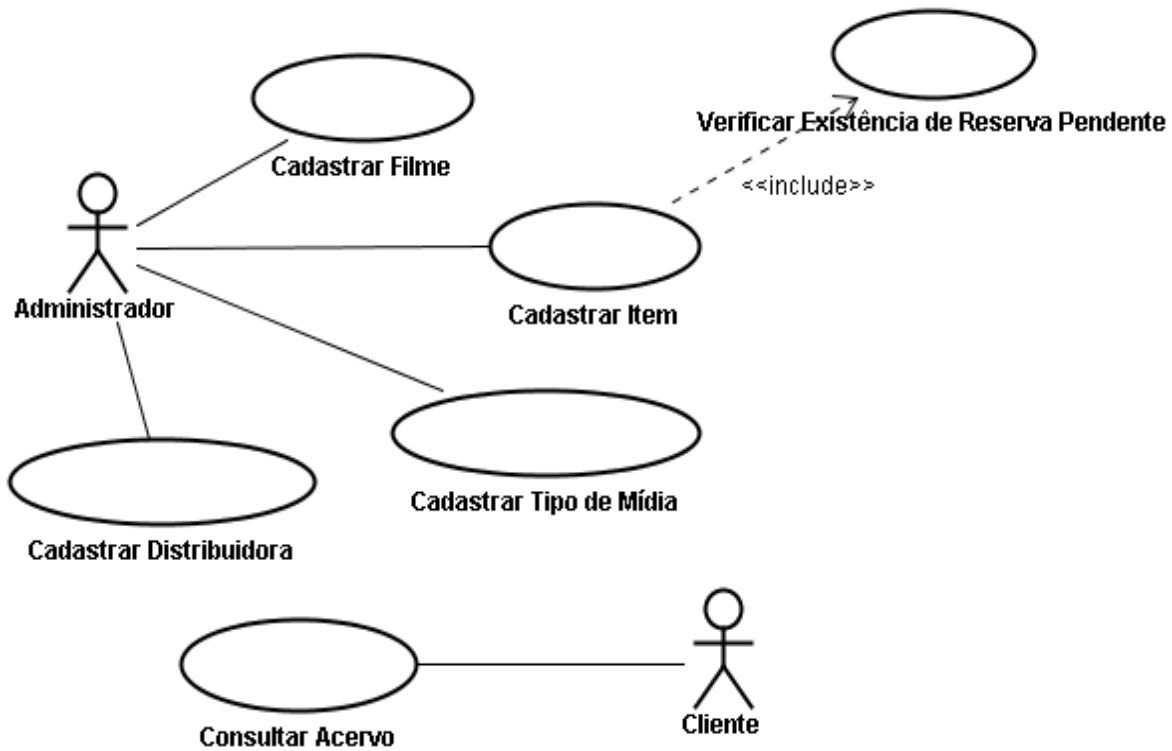 Verificar Existência de Reserva Pendente
Cadastrar Filme
<<include>>
Administrador
Cadastrar Item
Cadastrar Tipo de Mídia
Cadastrar Distribuidora
Cliente
Consultar Acervo